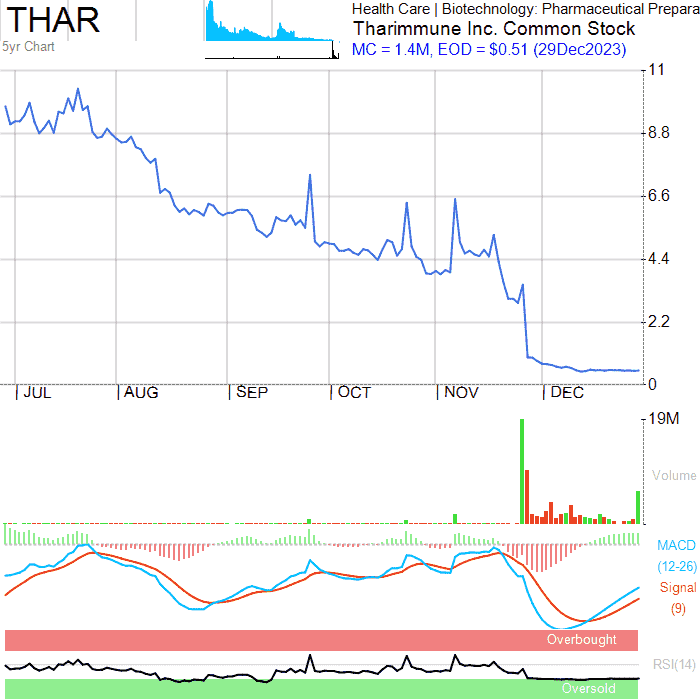 THAR
5yr Chart
Health Care | Biotechnology: Pharmaceutical Prepara
Tharimmune Inc. Common Stock
MC = 1.4M, EOD = $0.51 (29Dec2023)
11
8.8
6.6
4.4
2.2
0
JUL
AUG
SEP
OCT
NOV
DEC
19M
Volume
MACD
(12-26)
Signal
(9)
Overbought
RSI(14)
Oversold